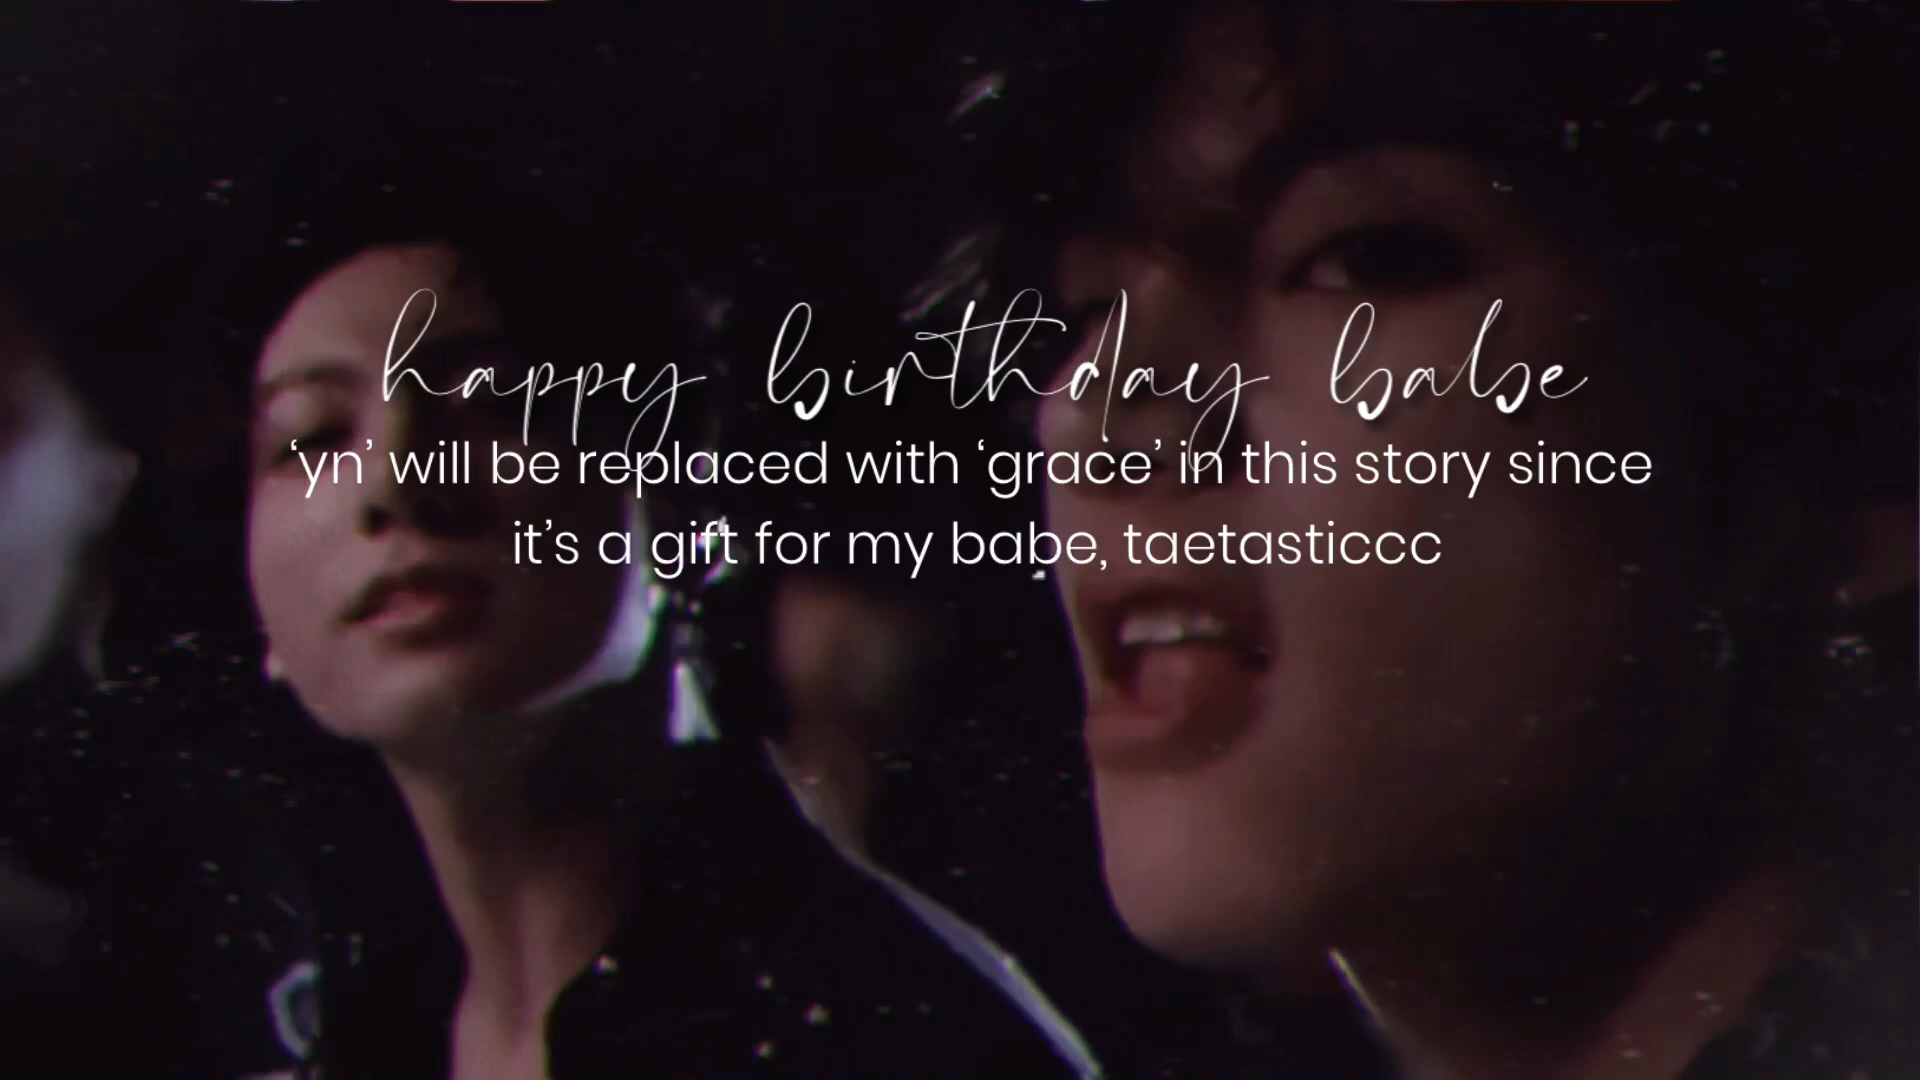 happy birthday babe
‘yn’ will be replaced with ‘grace’ in this story since
it’s a gift for my babe, taetasticcc